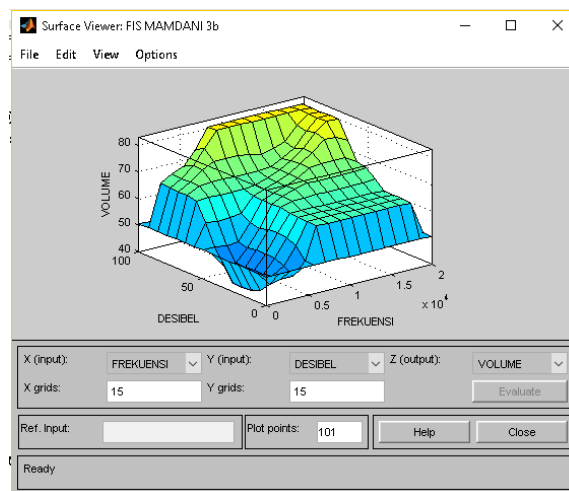 Surface Viewer: FIS MAMDANI 3b
File Edit View Options
80
70
60
50
40
VOLUME
100
50
0
DESIBEL
0
0.5
1
1.5
2
x 10⁴
FREKUENSI
X (input): FREKUENSI Y (input): DESIBEL Z (output): VOLUME
X grids: 15 Y grids: 15 Evaluate
Ref. Input: Plot points: 101 Help Close
Ready